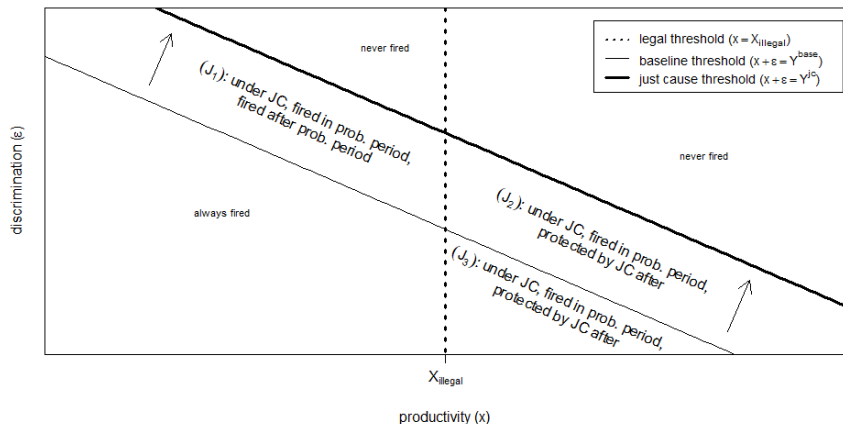 never fired
legal threshold (x = X_illegal)
baseline threshold (x + ε = Y^base)
just cause threshold (x + ε = Y^jc)
(J₁): under JC, fired in prob. period,
fired after prob. period
never fired
discrimination (ε)
always fired
(J₂): under JC, fired in prob. period,
protected by JC after
(J₃): under JC, fired in prob. period,
protected by JC after
X_illegal
productivity (x)